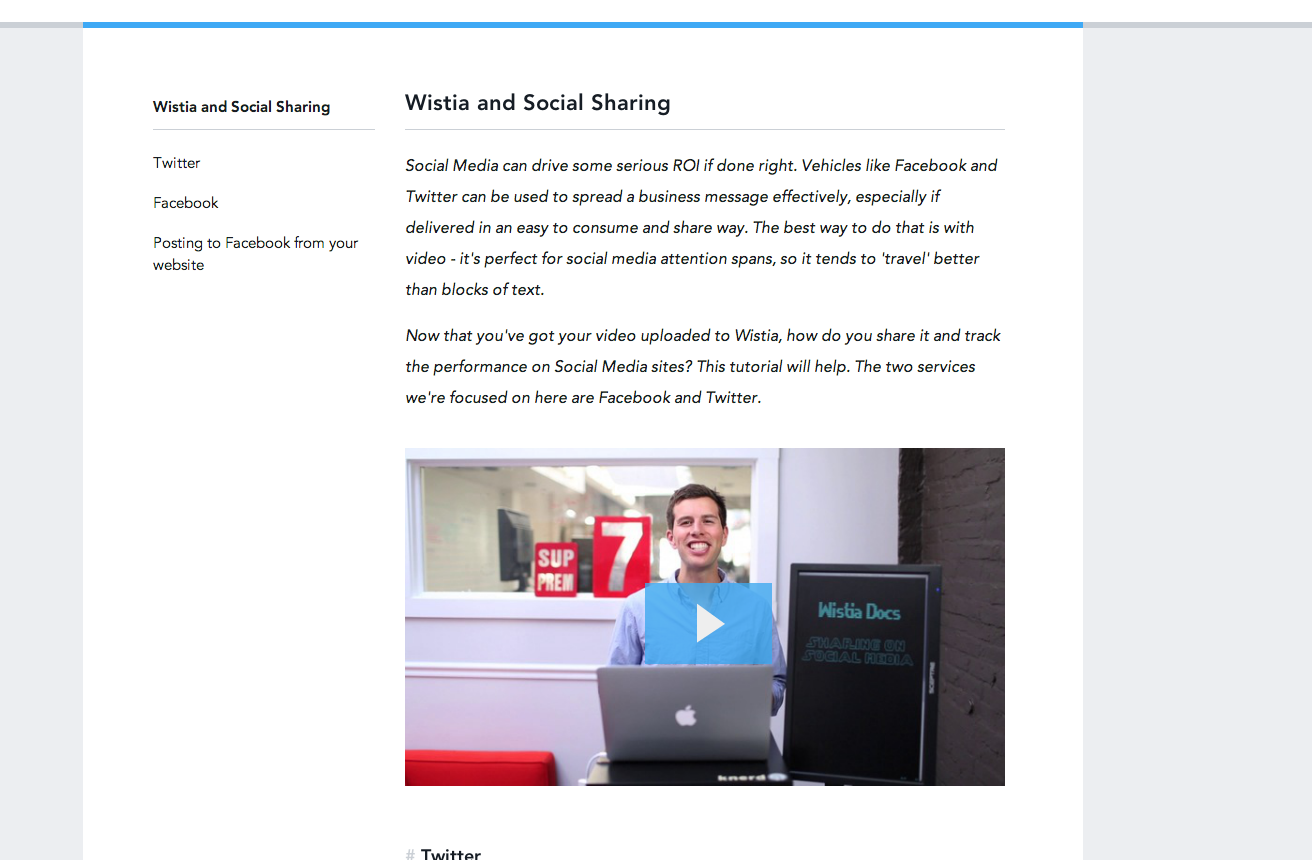 Wistia and Social Sharing
Twitter
Facebook
Posting to Facebook from your
website
Wistia and Social Sharing
Social Media can drive some serious ROI if done right. Vehicles like Facebook and
Twitter can be used to spread a business message effectively, especially if
delivered in an easy to consume and share way. The best way to do that is with
video - it's perfect for social media attention spans, so it tends to 'travel' better
than blocks of text.
Now that you've got your video uploaded to Wistia, how do you share it and track
the performance on Social Media sites? This tutorial will help. The two services
we're focused on here are Facebook and Twitter.
SUP
PREM
7
Wistia Docs
SHARING ON
SOCIAL MEDIA
SCEPTRE
knerd
# Twitter